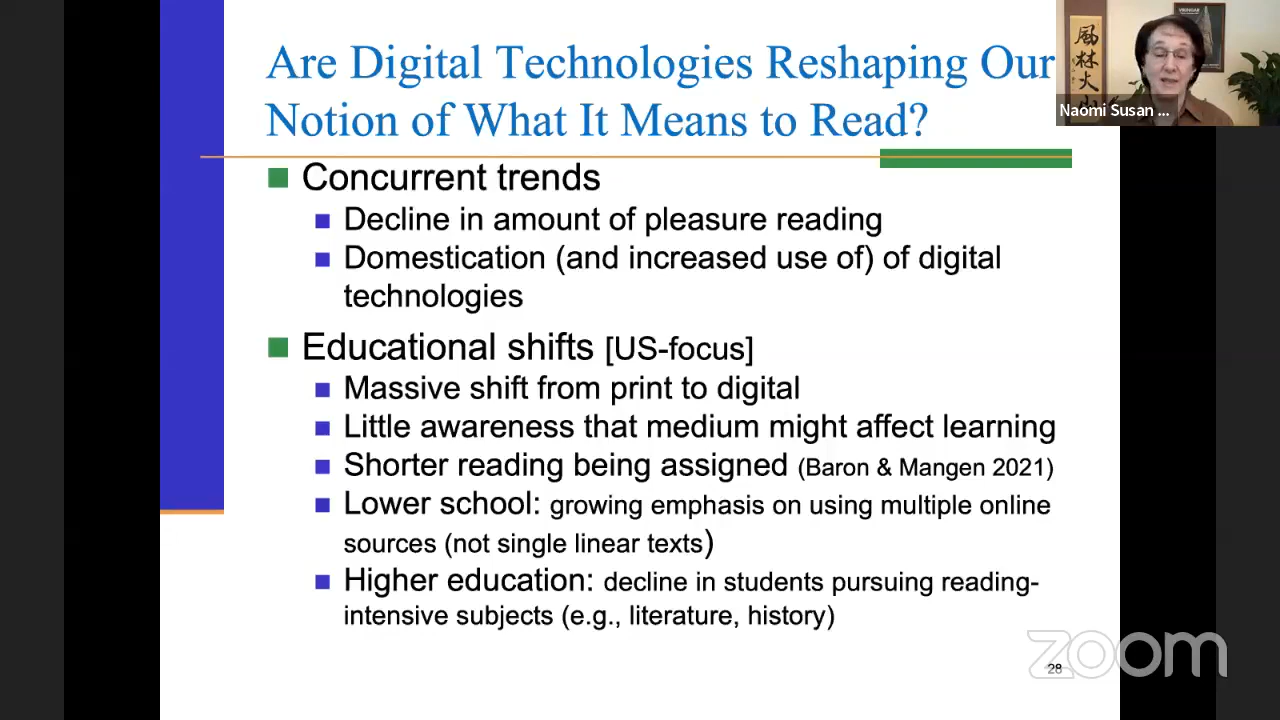 Are Digital Technologies Reshaping Our
Notion of What It Means to Read?
Concurrent trends
Decline in amount of pleasure reading
Domestication (and increased use of) of digital
technologies
Educational shifts [US-focus]
Massive shift from print to digital
Little awareness that medium might affect learning
Shorter reading being assigned (Baron & Mangen 2021)
Lower school: growing emphasis on using multiple online
sources (not single linear texts)
Higher education: decline in students pursuing reading-
intensive subjects (e.g., literature, history)
28
zoom
風林火山
Naomi Susan ...